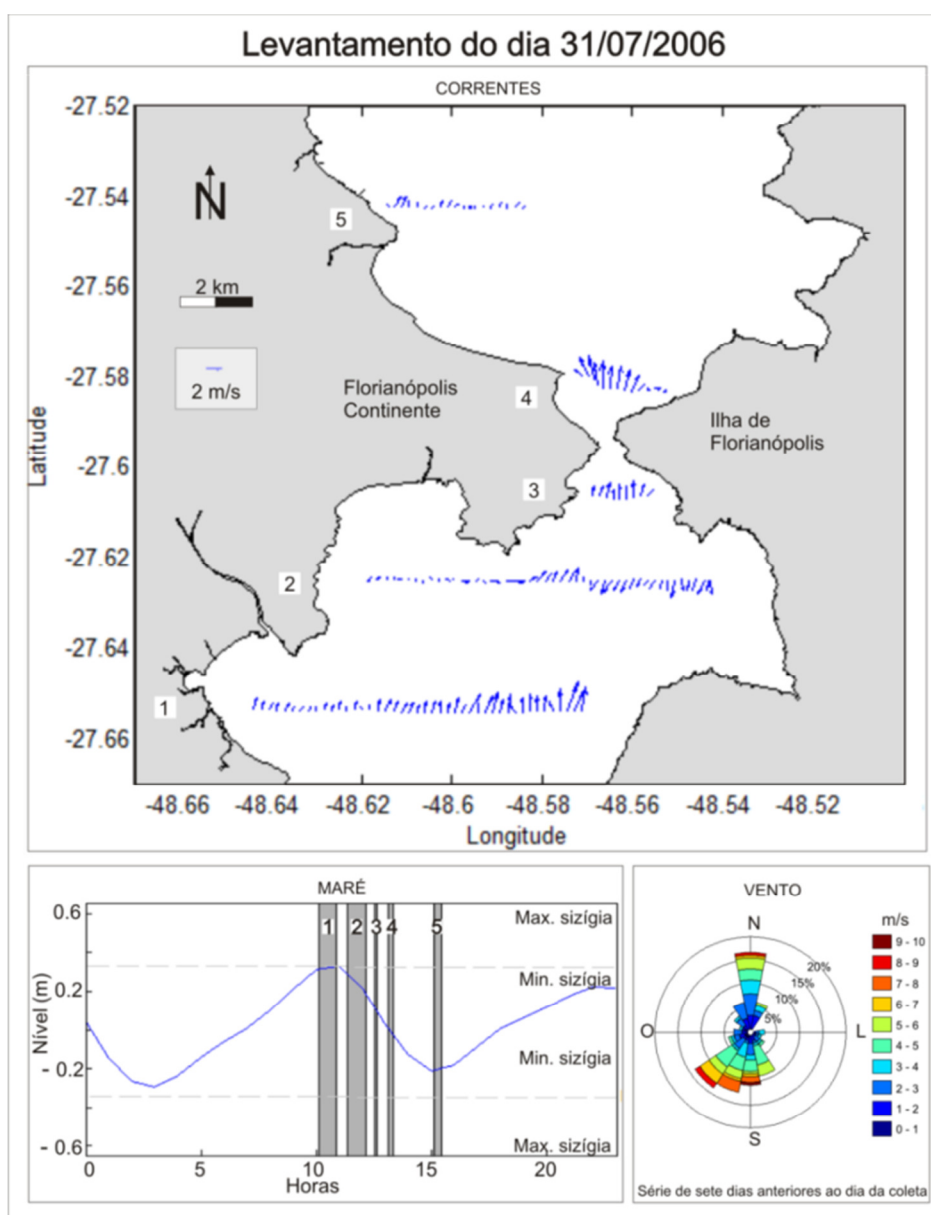 Levantamento do dia 31/07/2006
CORRENTES
-27.52
-27.54
-27.56
-27.58
-27.6
-27.62
-27.64
-27.66
Latitude
N
2 km
2 m/s
5
Florianópolis
Continente
4
Ilha de
Florianópolis
3
2
1
-48.66 -48.64 -48.62 -48.6 -48.58 -48.56 -48.54 -48.52
Longitude
MARÉ
0.6
0.2
- 0.2
- 0.6
Nível (m)
1 2 3 4 5
Max. sizígia
Min. sizígia
Min. sizígia
Max. sizígia
0 5 10 15 20
Horas
VENTO
N
O
L
S
20%
15%
10%
5%
m/s
9 - 10
8 - 9
7 - 8
6 - 7
5 - 6
4 - 5
3 - 4
2 - 3
1 - 2
0 - 1
Série de sete dias anteriores ao dia da coleta